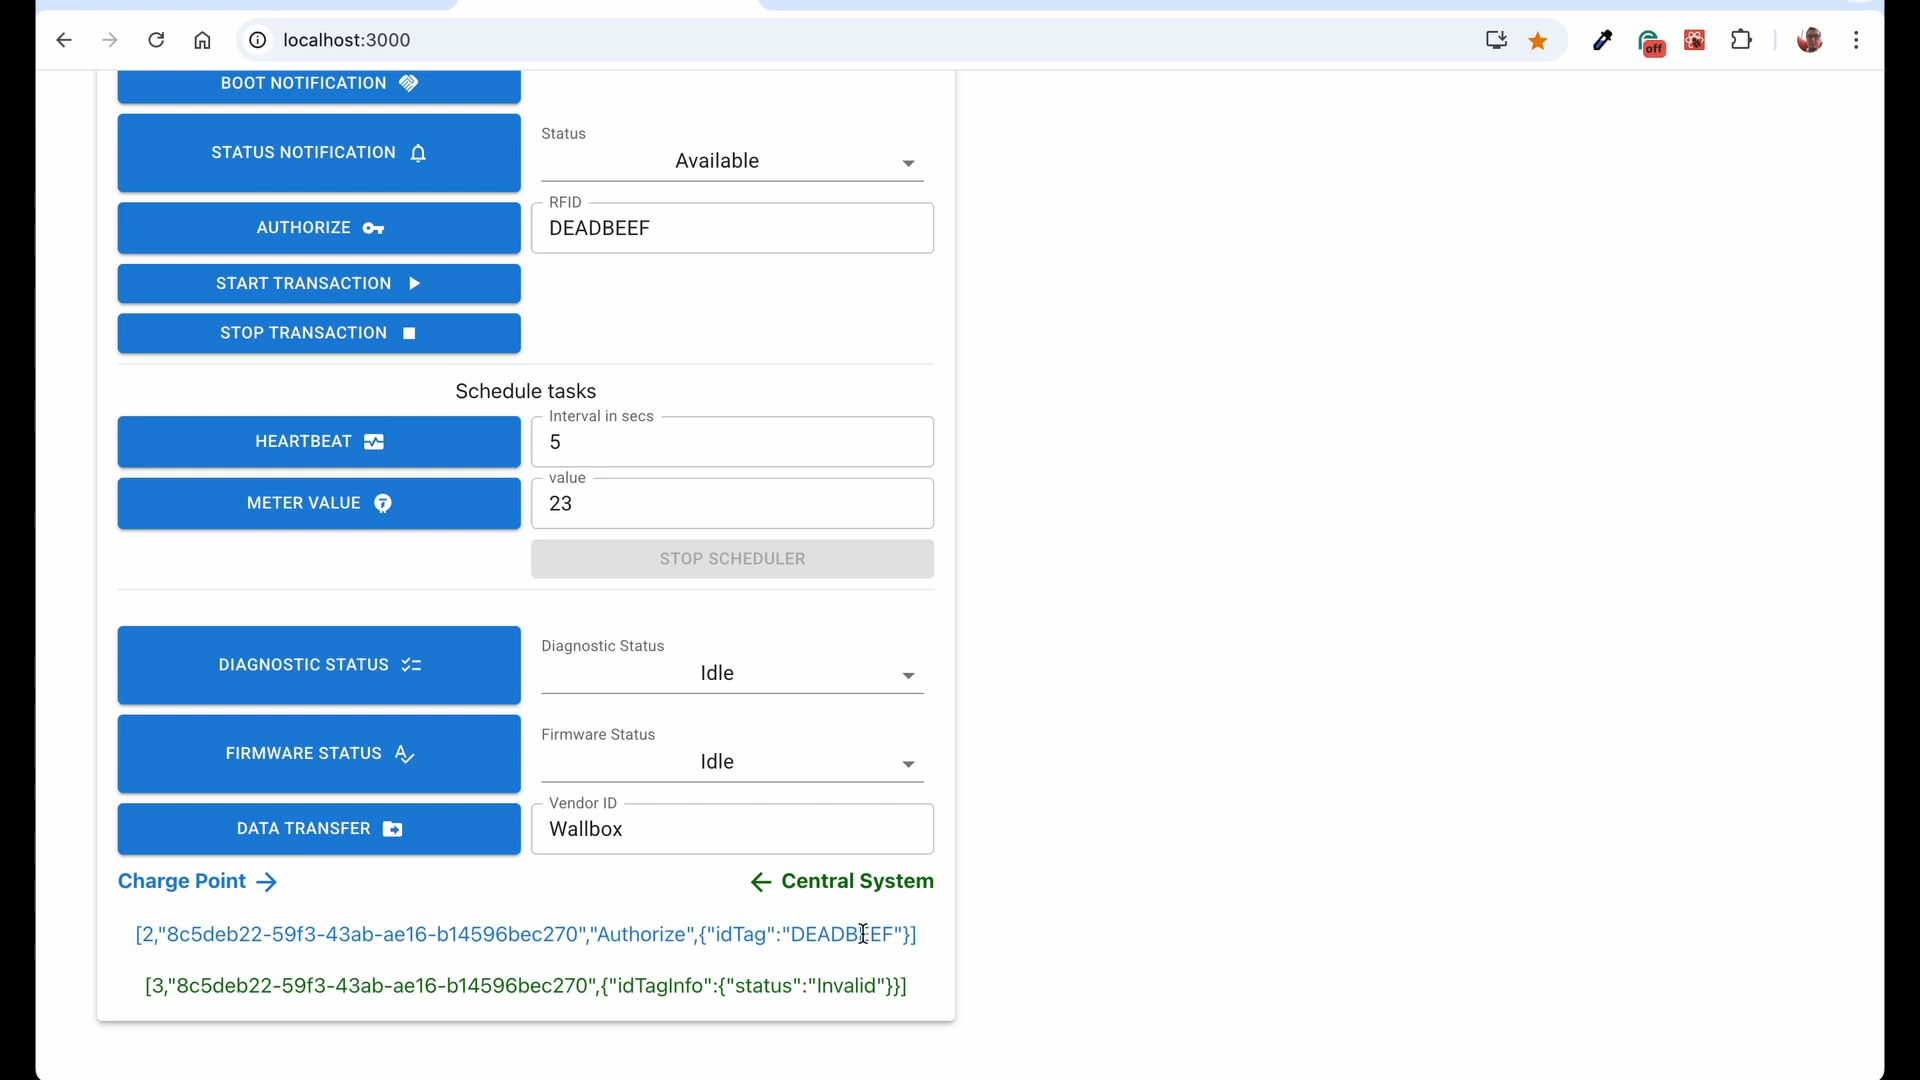 localhost:3000
off
BOOT NOTIFICATION
STATUS NOTIFICATION
Status
Available
AUTHORIZE
RFID
DEADBEEF
START TRANSACTION
STOP TRANSACTION
Schedule tasks
HEARTBEAT
Interval in secs
5
METER VALUE
value
23
STOP SCHEDULER
DIAGNOSTIC STATUS
Diagnostic Status
Idle
FIRMWARE STATUS
Firmware Status
Idle
DATA TRANSFER
Vendor ID
Wallbox
Charge Point
Central System
[2,"8c5deb22-59f3-43ab-ae16-b14596bec270","Authorize",{"idTag":"DEADBEEF"}]
[3,"8c5deb22-59f3-43ab-ae16-b14596bec270",{"idTagInfo":{"status":"Invalid"}}]